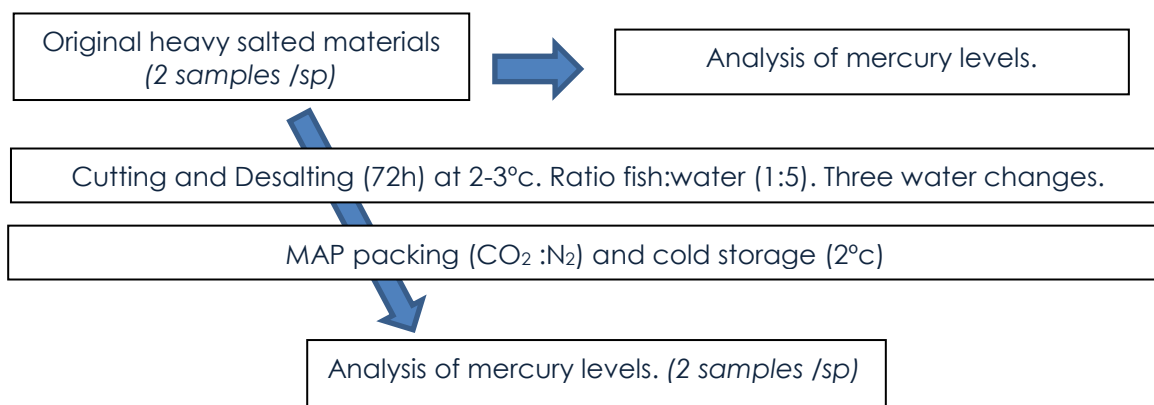 Original heavy salted materials
(2 samples /sp)
Analysis of mercury levels.
Cutting and Desalting (72h) at 2-3ºc. Ratio fish:water (1:5). Three water changes.
MAP packing (CO₂ :N₂) and cold storage (2ºc)
Analysis of mercury levels. (2 samples /sp)